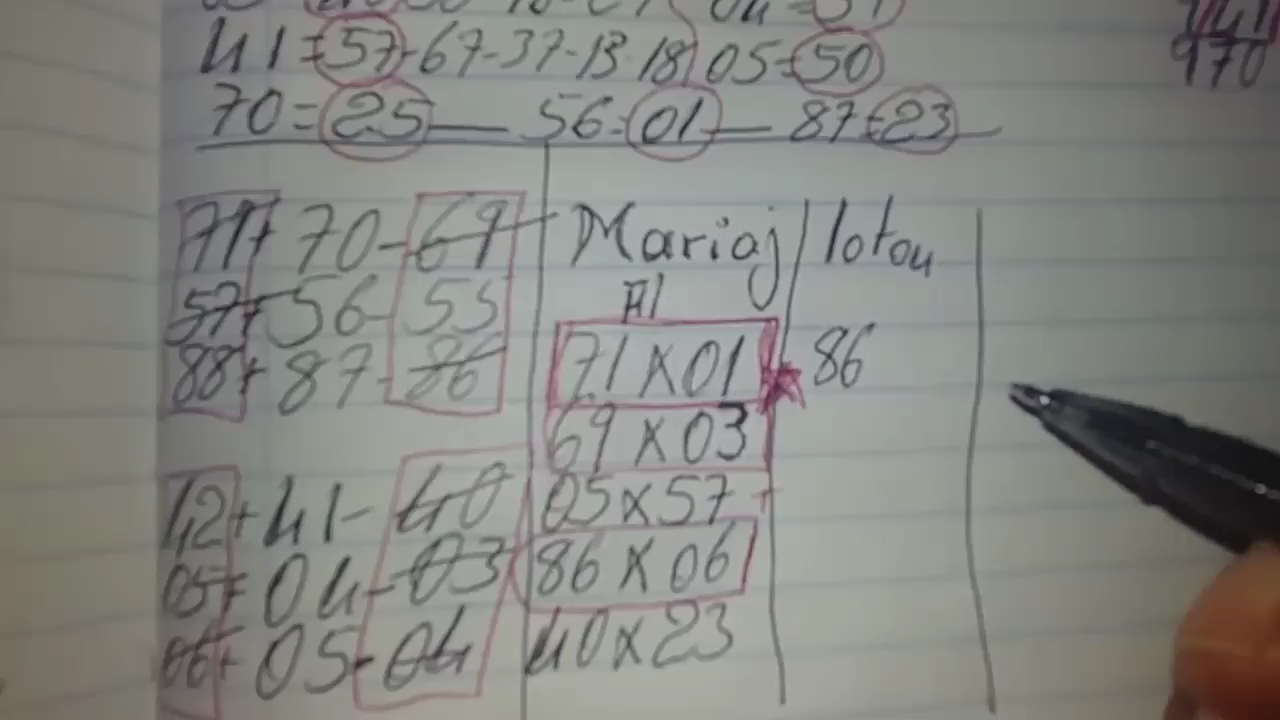 41=57-67-37-13-18 05=50
70=25 — 56-01 — 87=23
970
71+70-69
57+56-55
88+87-86
42+41-40
05+04-03
06+05-04
Mariaj
71X01
69X03
05X57
86X06
40X23
lotou
86